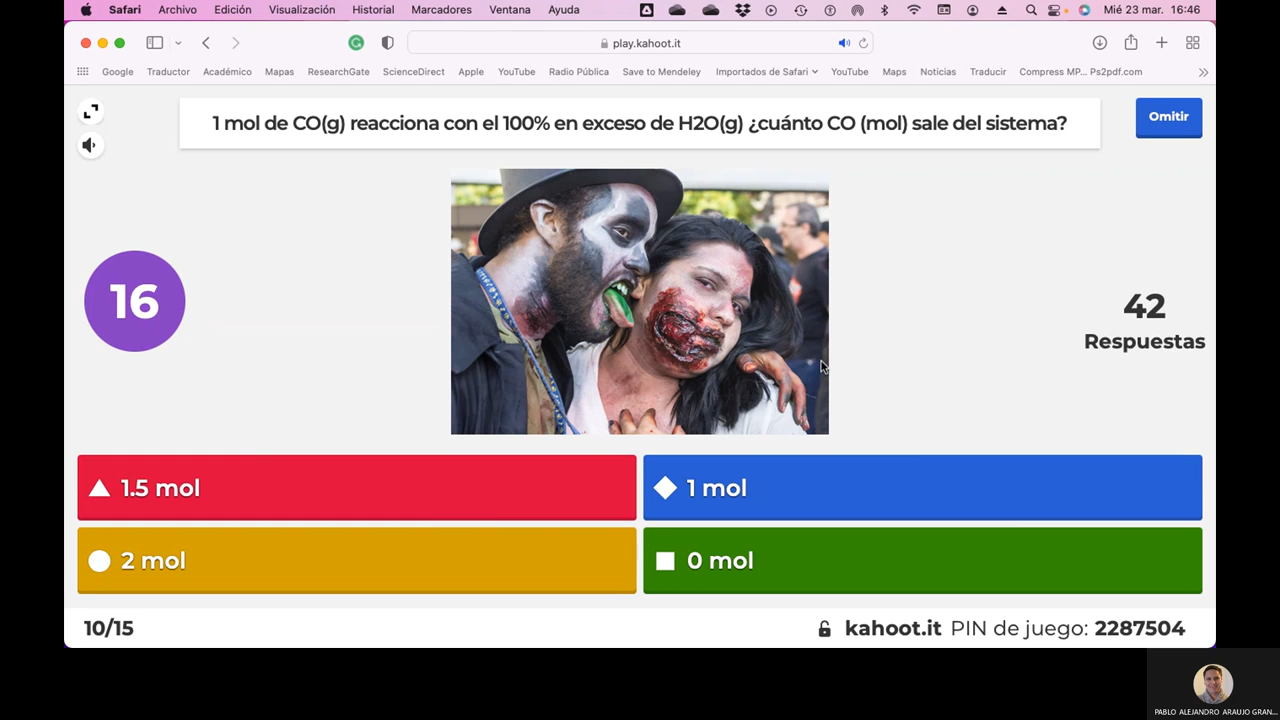 Safari Archivo Edición Visualización Historial Marcadores Ventana Ayuda Mié 23 mar. 16:46
play.kahoot.it
Google Traductor Académico Mapas ResearchGate ScienceDirect Apple YouTube Radio Pública Save to Mendeley Importados de Safari YouTube Maps Noticias Traducir Compress MP... Ps2pdf.com
1 mol de CO(g) reacciona con el 100% en exceso de H2O(g) ¿cuánto CO (mol) sale del sistema?
Omitir
16
42
Respuestas
1.5 mol
1 mol
2 mol
0 mol
10/15
kahoot.it PIN de juego: 2287504
PABLO ALEJANDRO ARAUJO GRAN...